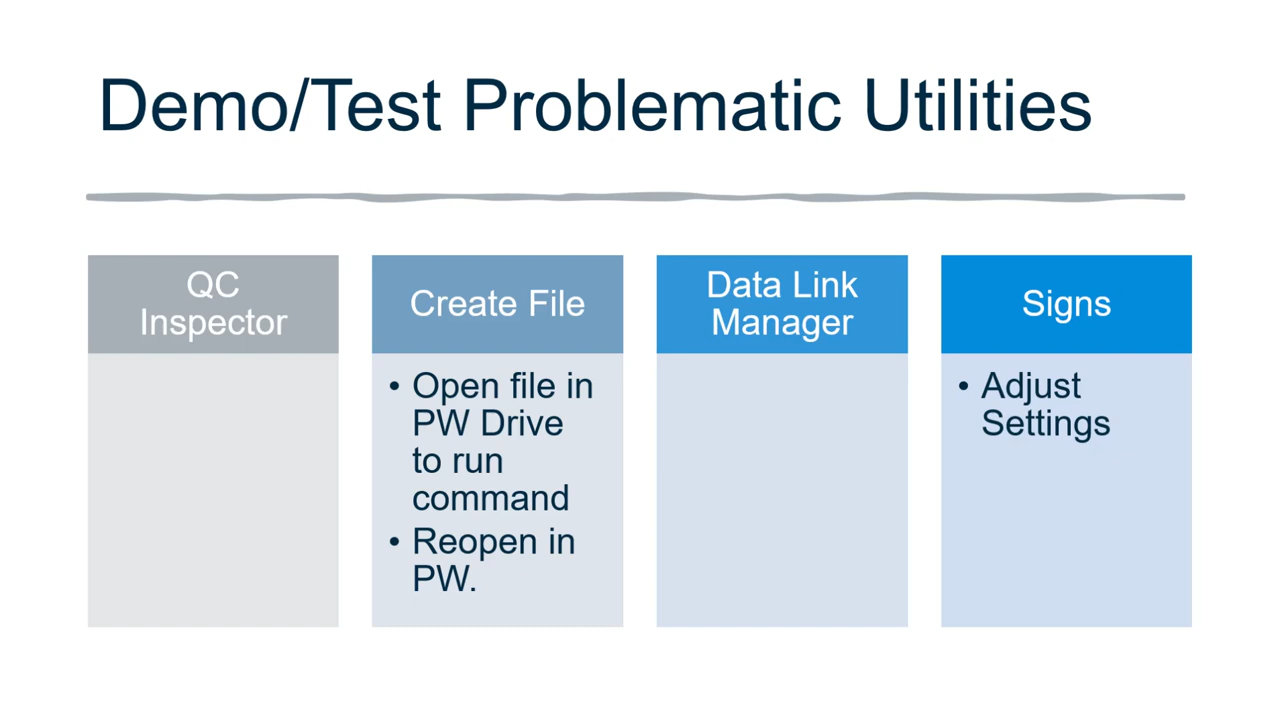 Demo/Test Problematic Utilities
QC
Inspector
Create File
• Open file in
PW Drive
to run
command
• Reopen in
PW.
Data Link
Manager
Signs
• Adjust
Settings